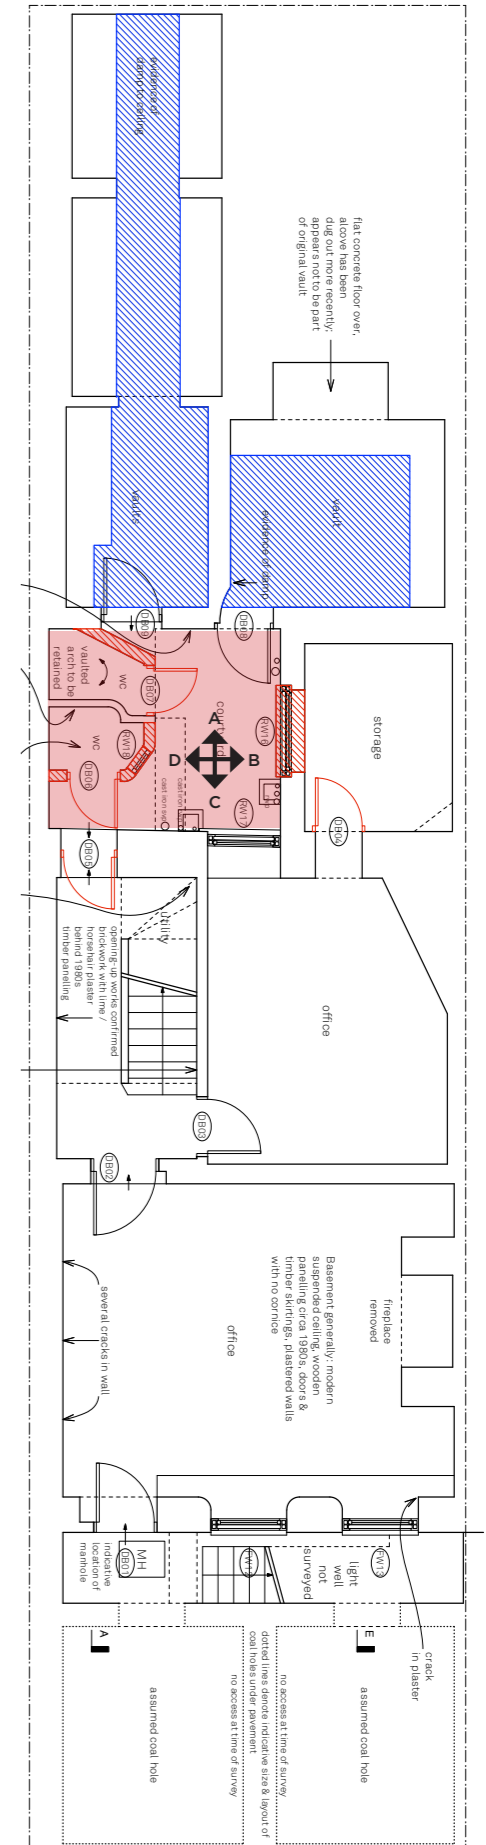 evidence of
damp to ceiling
flat concrete floor over,
alcove has been
dug out more recently;
appears not to be part
of original vault
vaults
vault
evidence of damp
DB09
DB08
vaulted
arch to be
retained
wc
DB07
courtyard
RW16
storage
A
D
B
C
wc
RW18
DB06
cast iron svp
cast iron svp
RW17
DB05
DB04
utility
opening-up works confirmed
brickwork with lime /
horsehair plaster
behind 1980s
timber panelling
office
DB03
DB02
several cracks in wall
office
Basement generally: modern
suspended ceiling, wooden
panelling circa 1980s, doors &
timber skirtings, plastered walls
with no cornice
fireplace
removed
MH
DB01
indicative
location of
manhole
light
well
not
surveyed
FW12
FW13
crack
in plaster
A
E
assumed coal hole
no access at time of survey
dotted lines denote indicative size & layout of
coal holes under pavement
no access at time of survey
assumed coal hole